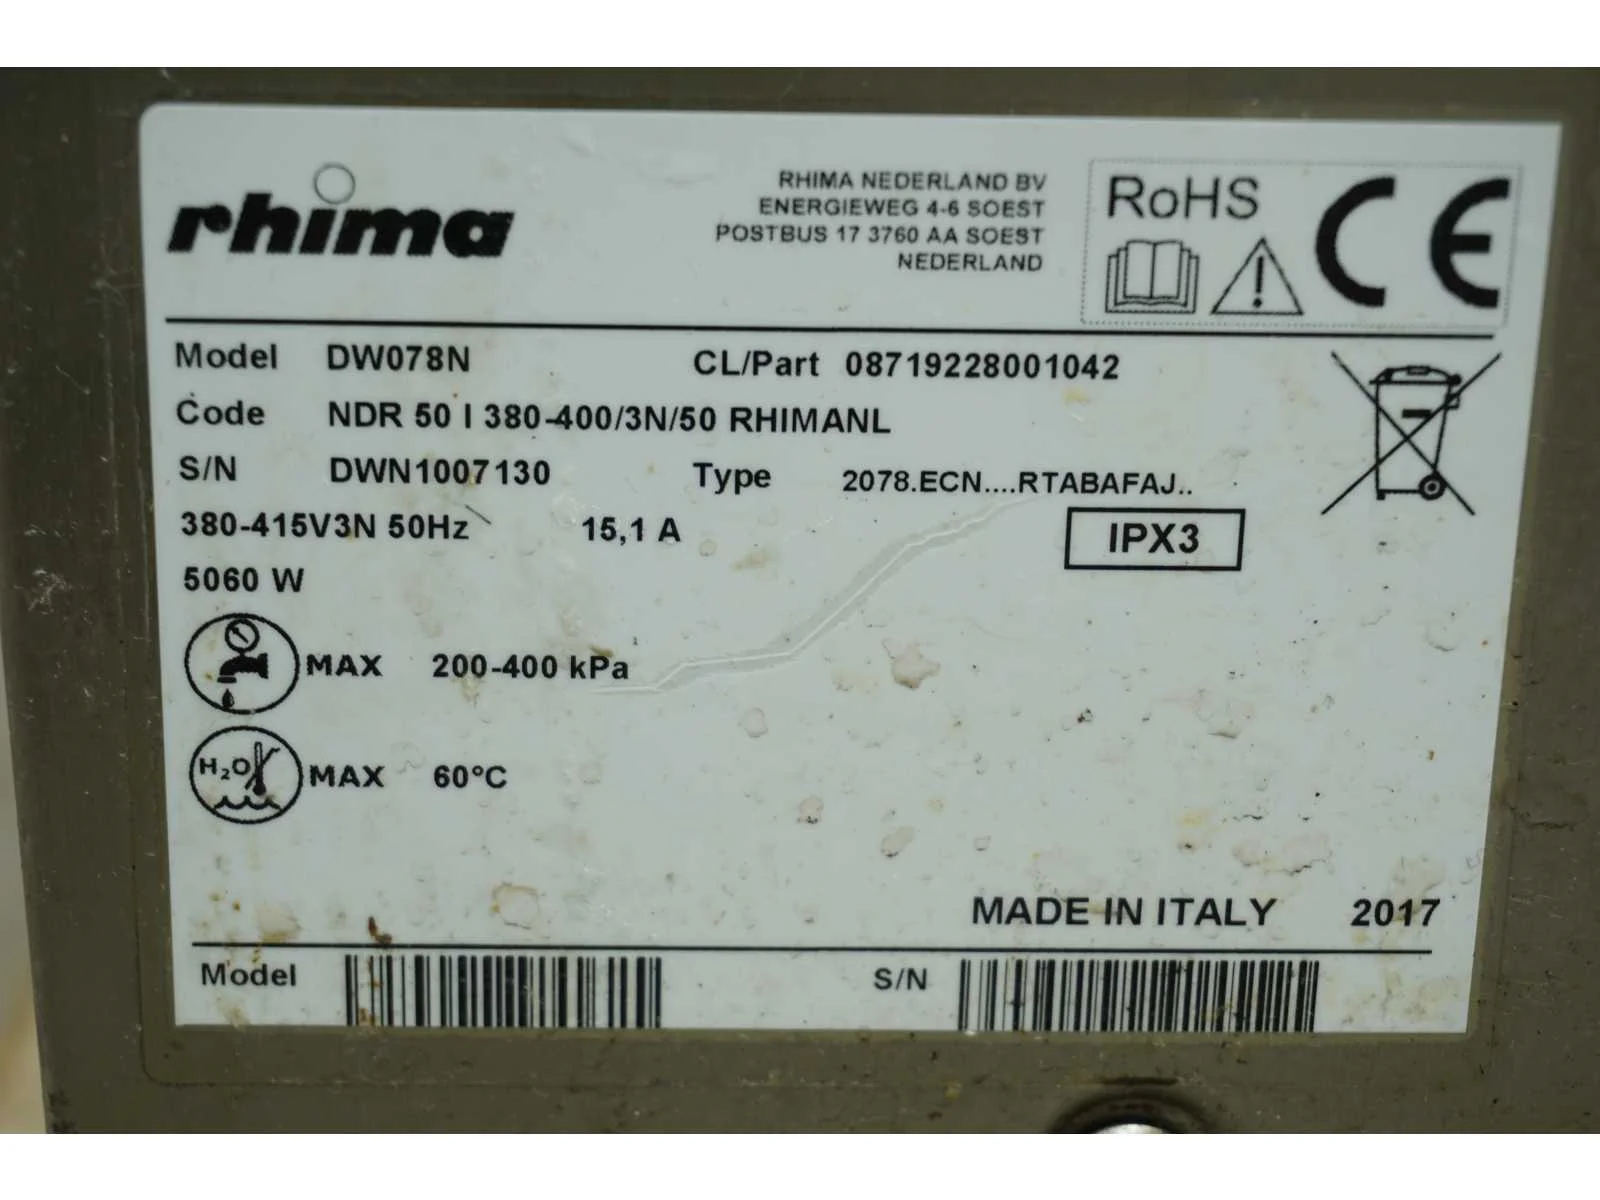 rhima
RHIMA NEDERLAND BV
ENERGIEWEG 4-6 SOEST
POSTBUS 17 3760 AA SOEST
NEDERLAND
RoHS
CE
Model DW078N CL/Part 08719228001042
Code NDR 50 I 380-400/3N/50 RHIMANL
S/N DWN1007130 Type 2078.ECN....RTABAFAJ..
380-415V3N 50Hz 15,1 A
IPX3
5060 W
MAX 200-400 kPa
H₂O MAX 60°C
MADE IN ITALY 2017
Model S/N